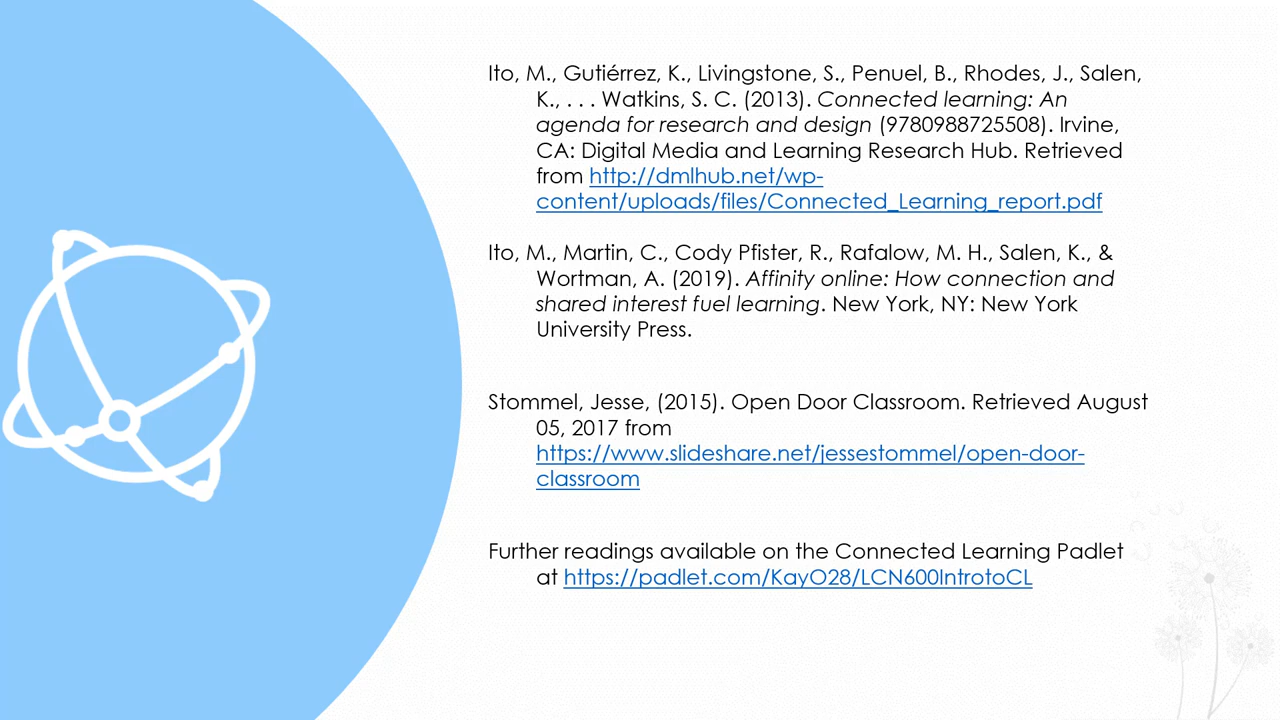 Ito, M., Gutiérrez, K., Livingstone, S., Penuel, B., Rhodes, J., Salen,
K., . . . Watkins, S. C. (2013). Connected learning: An
agenda for research and design (9780988725508). Irvine,
CA: Digital Media and Learning Research Hub. Retrieved
from http://dmlhub.net/wp-
content/uploads/files/Connected_Learning_report.pdf
Ito, M., Martin, C., Cody Pfister, R., Rafalow, M. H., Salen, K., &
Wortman, A. (2019). Affinity online: How connection and
shared interest fuel learning. New York, NY: New York
University Press.
Stommel, Jesse, (2015). Open Door Classroom. Retrieved August
05, 2017 from
https://www.slideshare.net/jessestommel/open-door-
classroom
Further readings available on the Connected Learning Padlet
at https://padlet.com/KayO28/LCN600IntrotoCL